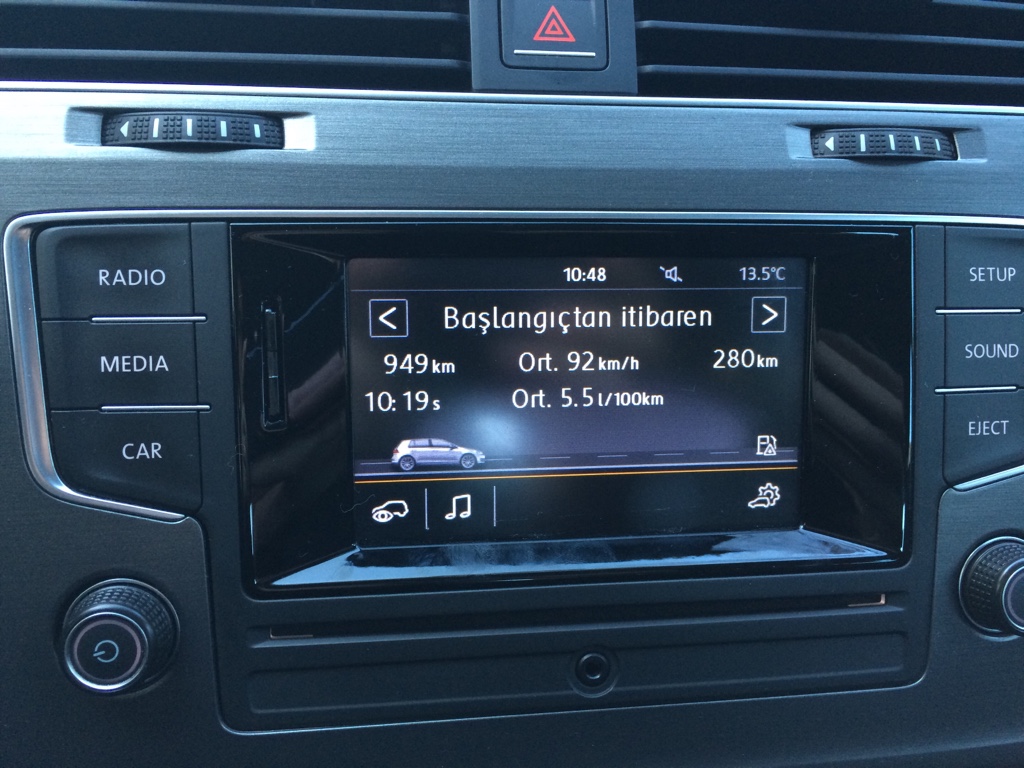 10:48 13.5°C
RADIO
SETUP
< Başlangıçtan itibaren >
949 km Ort. 92 km/h 280 km
MEDIA
SOUND
10:19 s Ort. 5.5 l/100km
CAR
EJECT